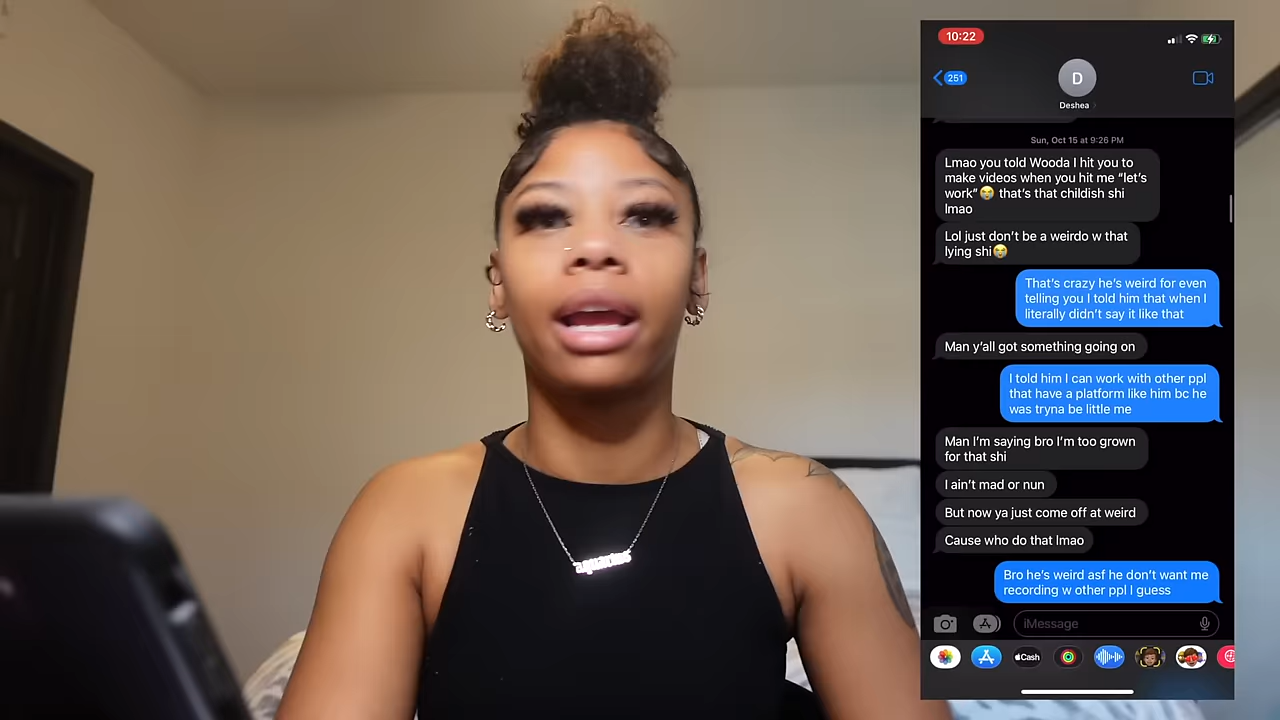 10:22
251
D
Deshea
Sun, Oct 15 at 9:26 PM
Lmao you told Wooda I hit you to
make videos when you hit me “let’s
work”😭 that’s that childish shi
lmao
Lol just don’t be a weirdo w that
lying shi😭
That’s crazy he’s weird for even
telling you I told him that when I
literally didn’t say it like that
Man y’all got something going on
I told him I can work with other ppl
that have a platform like him bc he
was tryna be little me
Man I’m saying bro I’m too grown
for that shi
I ain’t mad or nun
But now ya just come off at weird
Cause who do that lmao
Bro he’s weird asf he don’t want me
recording w other ppl I guess
iMessage
Cash
aquarius